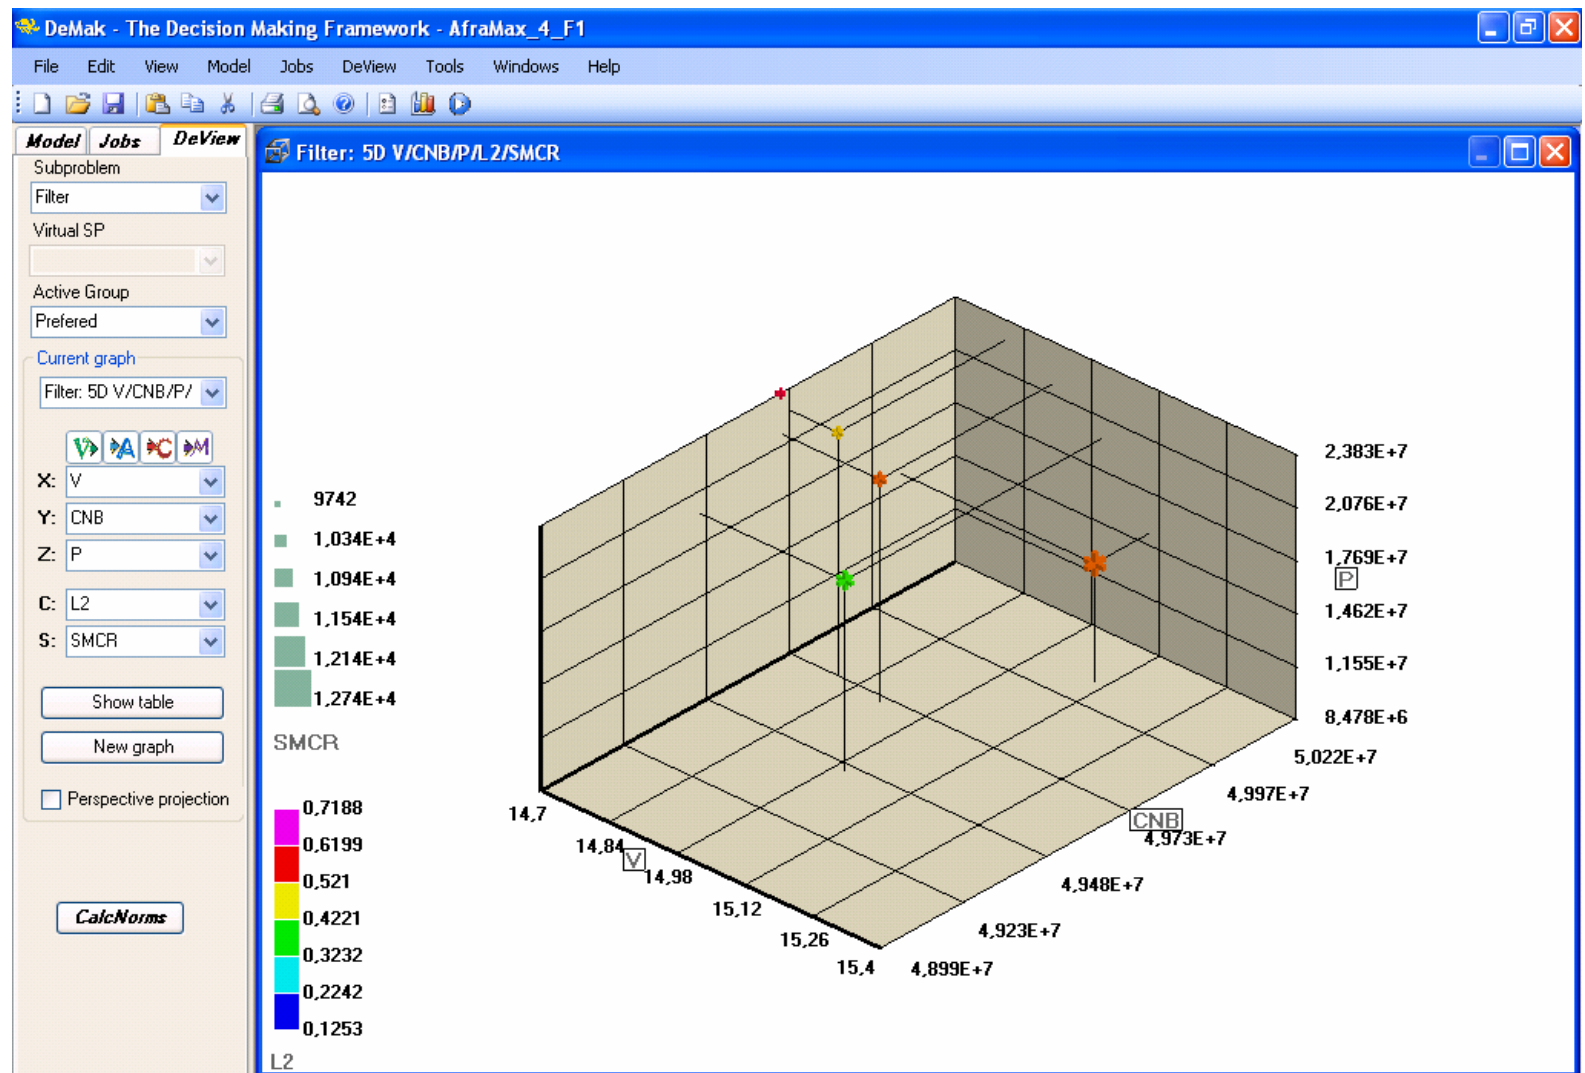 DeMak - The Decision Making Framework - AfraMax_4_F1
File Edit View Model Jobs DeView Tools Windows Help
Model Jobs DeView
Subproblem
Filter
Virtual SP
Active Group
Prefered
Current graph
Filter: 5D V/CNB/P/
V A C M
X: V
Y: CNB
Z: P
C: L2
S: SMCR
Show table
New graph
Perspective projection
CalcNorms
Filter: 5D V/CNB/P/L2/SMCR
9742
1,034E+4
1,094E+4
1,154E+4
1,214E+4
1,274E+4
SMCR
0,7188
0,6199
0,521
0,4221
0,3232
0,2242
0,1253
L2
2,383E+7
2,076E+7
1,769E+7
P
1,462E+7
1,155E+7
8,478E+6
5,022E+7
4,997E+7
CNB
4,973E+7
4,948E+7
4,923E+7
4,899E+7
14,7
14,84
V
14,98
15,12
15,26
15,4